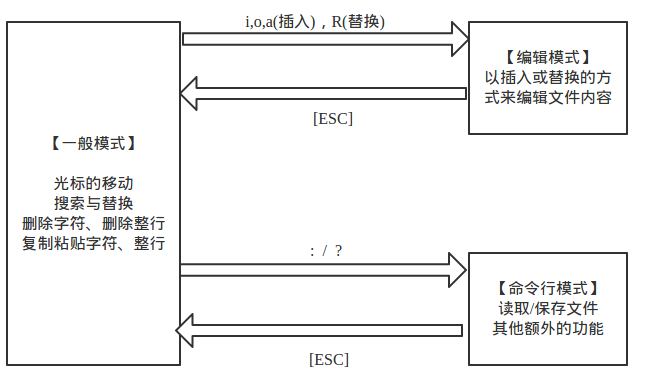 i,o,a(插入) , R(替换)
【编辑模式】
以插入或替换的方
式来编辑文件内容
[ESC]
【一般模式】
光标的移动
搜索与替换
删除字符、删除整行
复制粘贴字符、整行
: / ?
【命令行模式】
读取/保存文件
其他额外的功能
[ESC]